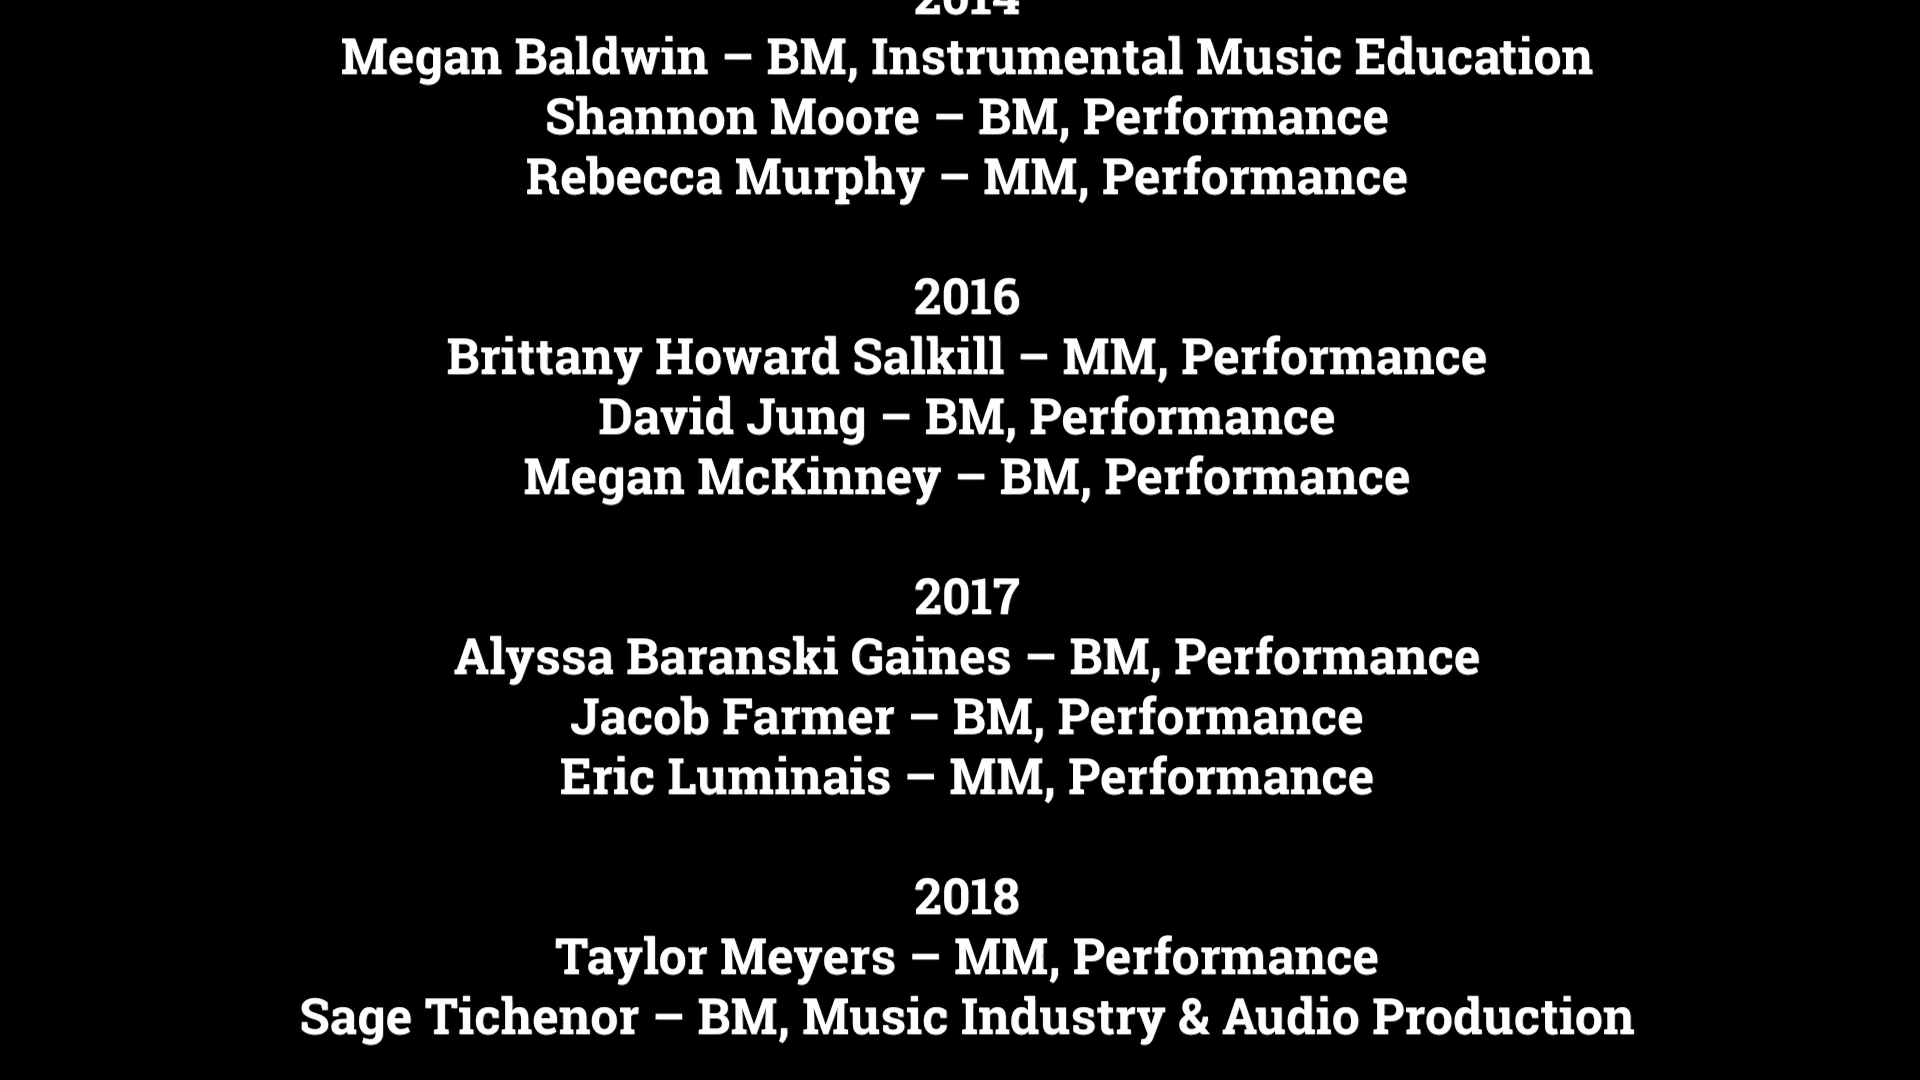 2014
Megan Baldwin – BM, Instrumental Music Education
Shannon Moore – BM, Performance
Rebecca Murphy – MM, Performance
2016
Brittany Howard Salkill – MM, Performance
David Jung – BM, Performance
Megan McKinney – BM, Performance
2017
Alyssa Baranski Gaines – BM, Performance
Jacob Farmer – BM, Performance
Eric Luminais – MM, Performance
2018
Taylor Meyers – MM, Performance
Sage Tichenor – BM, Music Industry & Audio Production